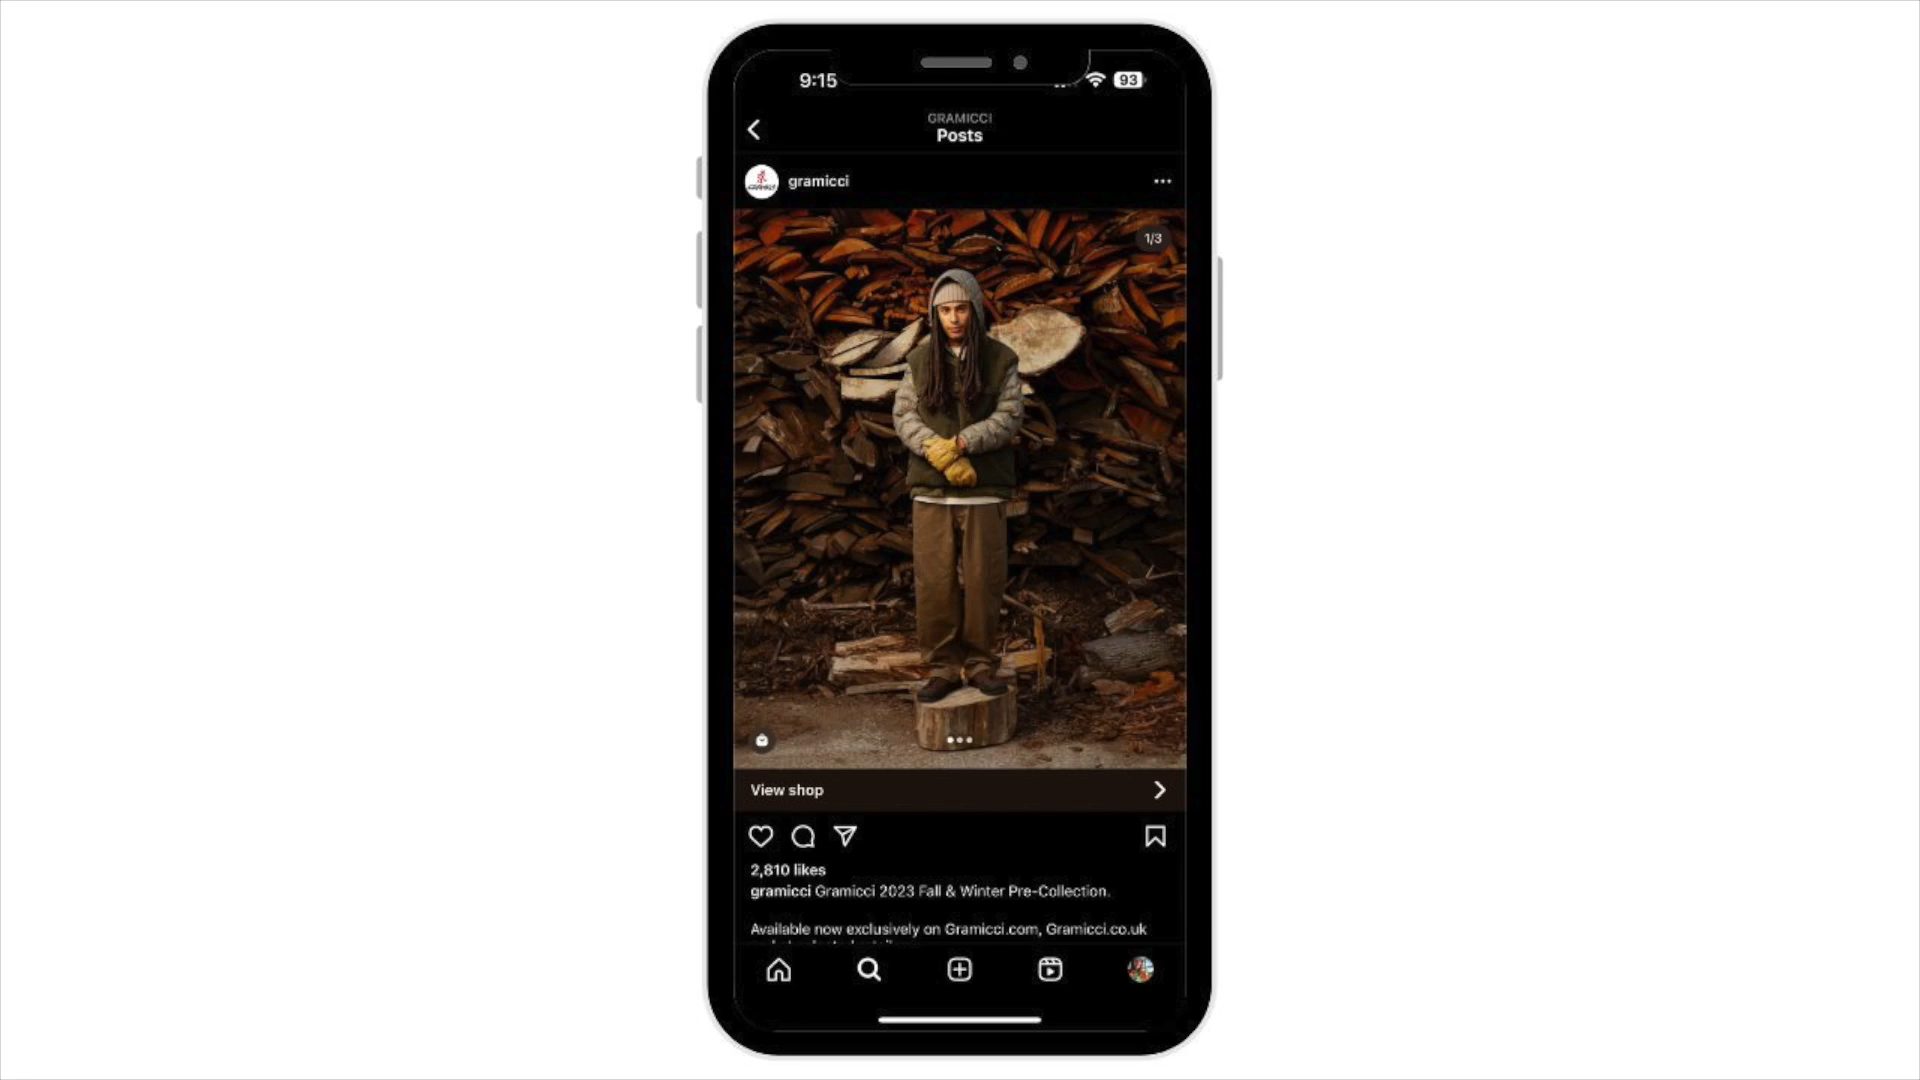 9:15
93
GRAMICCI
Posts
gramicci
1/3
View shop
2,810 likes
gramicci Gramicci 2023 Fall & Winter Pre-Collection.
Available now exclusively on Gramicci.com, Gramicci.co.uk